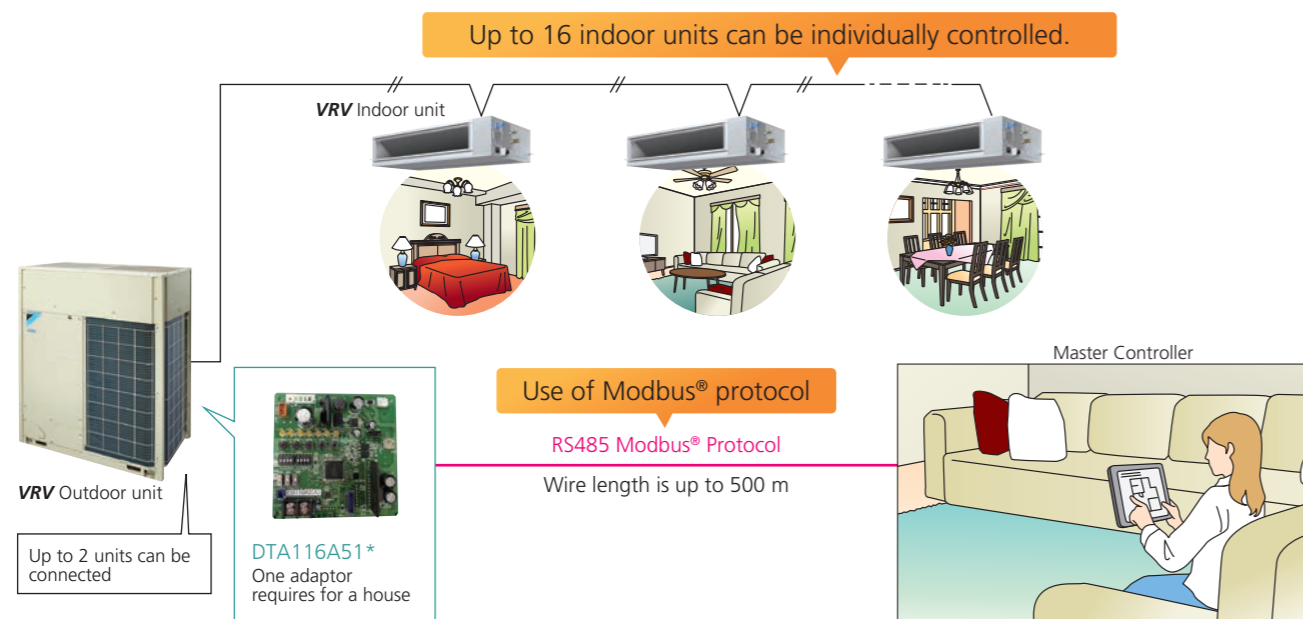 Up to 16 indoor units can be individually controlled.
VRV Indoor unit
Master Controller
Use of Modbus® protocol
RS485 Modbus® Protocol
Wire length is up to 500 m
VRV Outdoor unit
Up to 2 units can be
connected
DTA116A51*
One adaptor
requires for a house